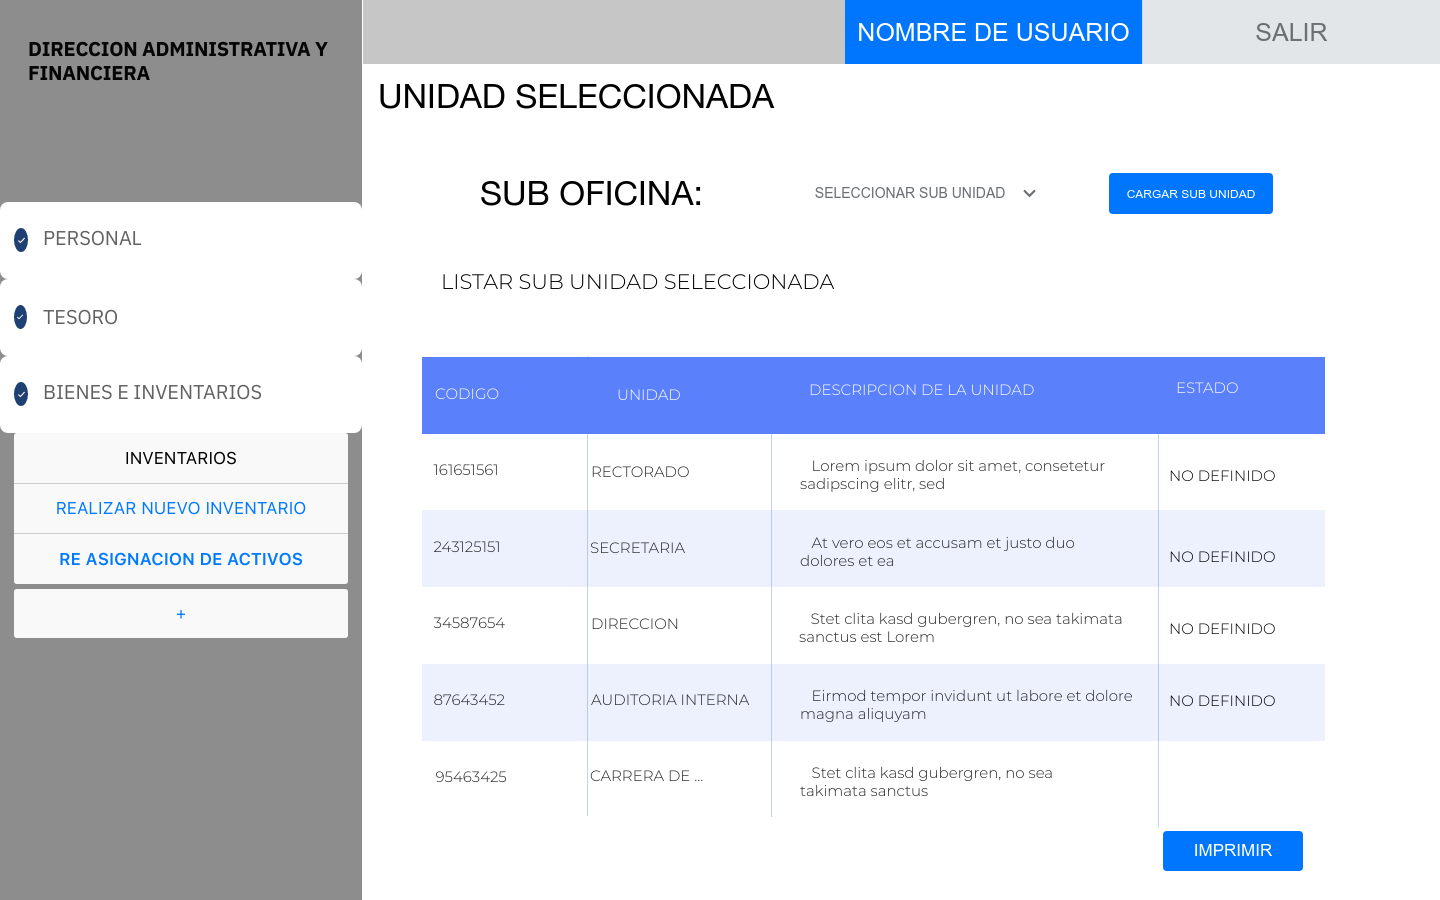 DIRECCION ADMINISTRATIVA Y
FINANCIERA
NOMBRE DE USUARIO
SALIR
UNIDAD SELECCIONADA
SUB OFICINA:
SELECCIONAR SUB UNIDAD
CARGAR SUB UNIDAD
PERSONAL
TESORO
BIENES E INVENTARIOS
INVENTARIOS
REALIZAR NUEVO INVENTARIO
RE ASIGNACION DE ACTIVOS
+
LISTAR SUB UNIDAD SELECCIONADA
CODIGO
UNIDAD
DESCRIPCION DE LA UNIDAD
ESTADO
161651561
RECTORADO
Lorem ipsum dolor sit amet, consetetur
sadipscing elitr, sed
NO DEFINIDO
243125151
SECRETARIA
At vero eos et accusam et justo duo
dolores et ea
NO DEFINIDO
34587654
DIRECCION
Stet clita kasd gubergren, no sea takimata
sanctus est Lorem
NO DEFINIDO
87643452
AUDITORIA INTERNA
Eirmod tempor invidunt ut labore et dolore
magna aliquyam
NO DEFINIDO
95463425
CARRERA DE ...
Stet clita kasd gubergren, no sea
takimata sanctus
IMPRIMIR